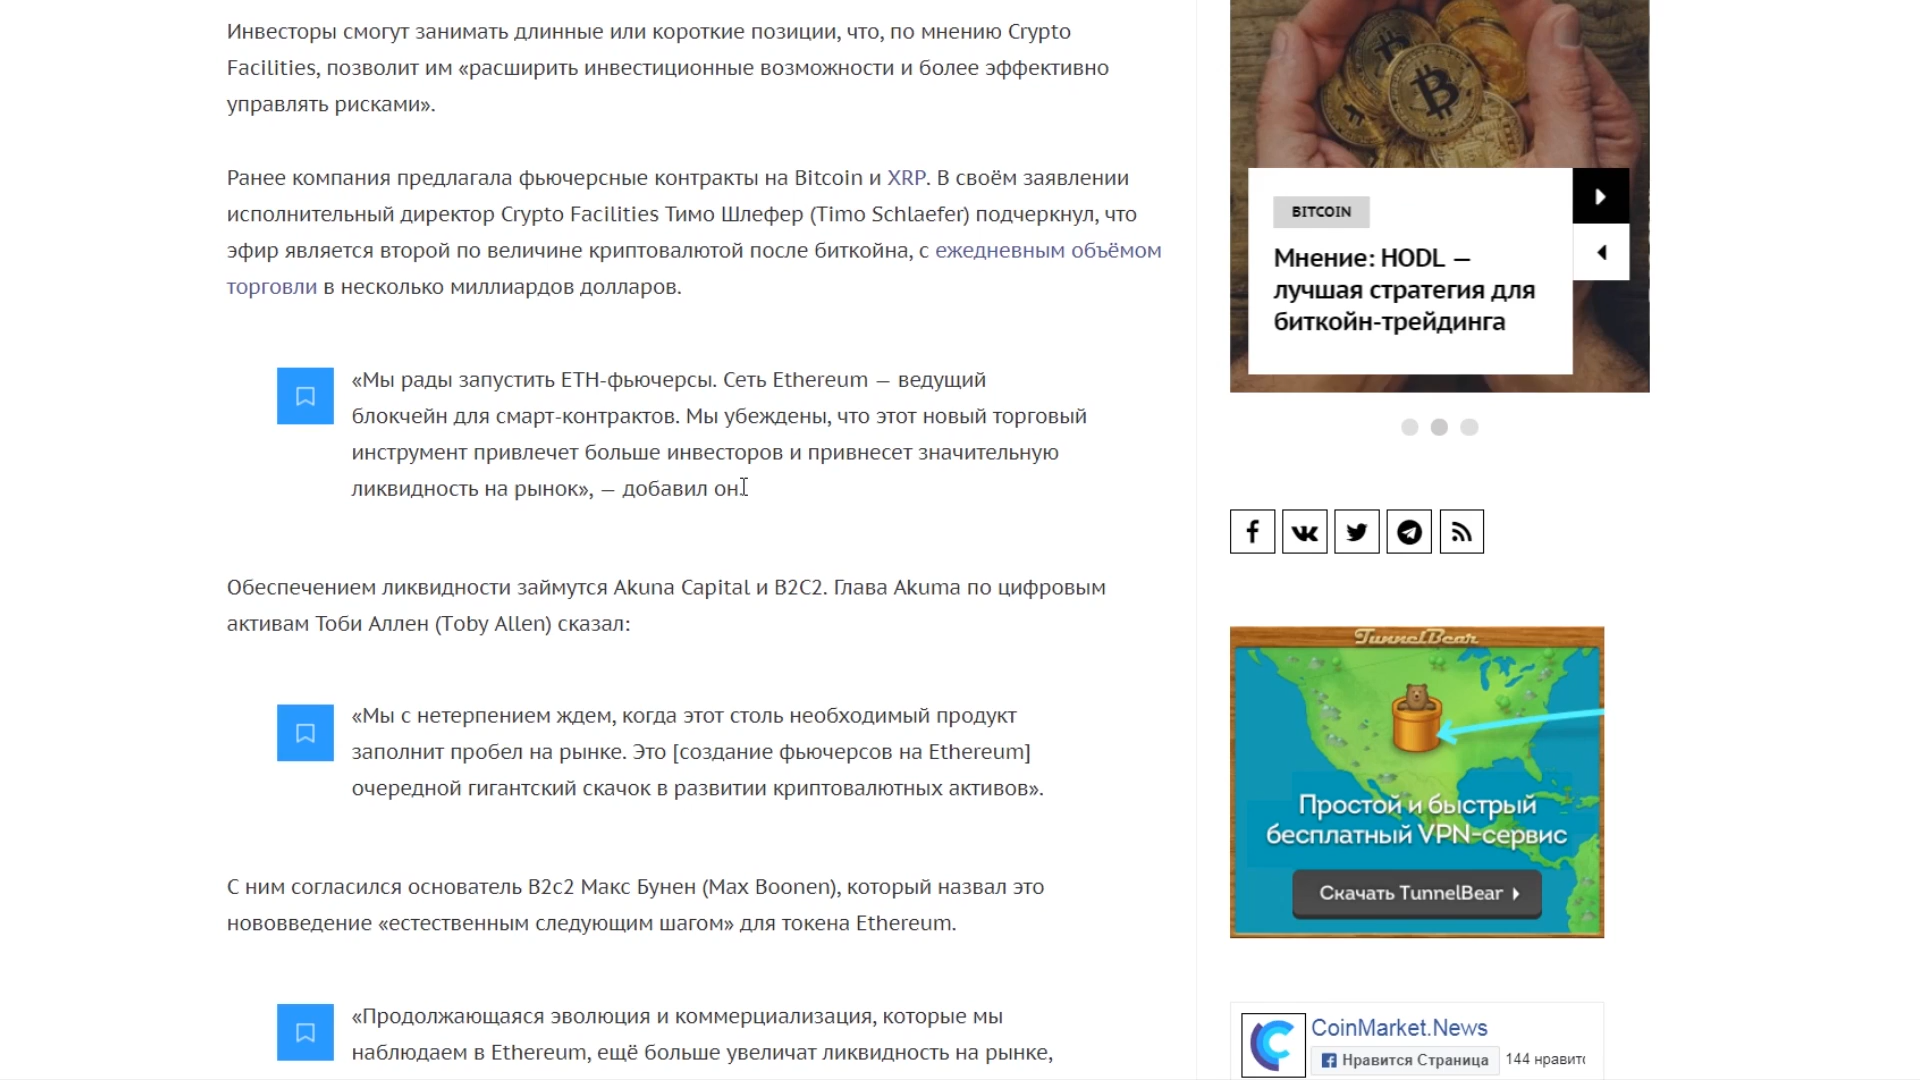 Инвесторы смогут занимать длинные или короткие позиции, что, по мнению Crypto
Facilities, позволит им «расширить инвестиционные возможности и более эффективно
управлять рисками».
Ранее компания предлагала фьючерсные контракты на Bitcoin и XRP. В своём заявлении
исполнительный директор Crypto Facilities Тимо Шлефер (Timo Schlaefer) подчеркнул, что
эфир является второй по величине криптовалютой после биткойна, с ежедневным объёмом
торговли в несколько миллиардов долларов.
«Мы рады запустить ETH-фьючерсы. Сеть Ethereum — ведущий
блокчейн для смарт-контрактов. Мы убеждены, что этот новый торговый
инструмент привлечет больше инвесторов и привнесет значительную
ликвидность на рынок», — добавил он.
Обеспечением ликвидности займутся Akuna Capital и B2C2. Глава Akuma по цифровым
активам Тоби Аллен (Toby Allen) сказал:
«Мы с нетерпением ждем, когда этот столь необходимый продукт
заполнит пробел на рынке. Это [создание фьючерсов на Ethereum]
очередной гигантский скачок в развитии криптовалютных активов».
С ним согласился основатель B2c2 Макс Бунен (Max Boonen), который назвал это
нововведение «естественным следующим шагом» для токена Ethereum.
«Продолжающаяся эволюция и коммерциализация, которые мы
наблюдаем в Ethereum, ещё больше увеличат ликвидность на рынке,
BITCOIN
Мнение: HODL —
лучшая стратегия для
биткойн-трейдинга
TunnelBear
Простой и быстрый
бесплатный VPN-сервис
Скачать TunnelBear
CoinMarket.News
Нравится Страница 144 нравитс